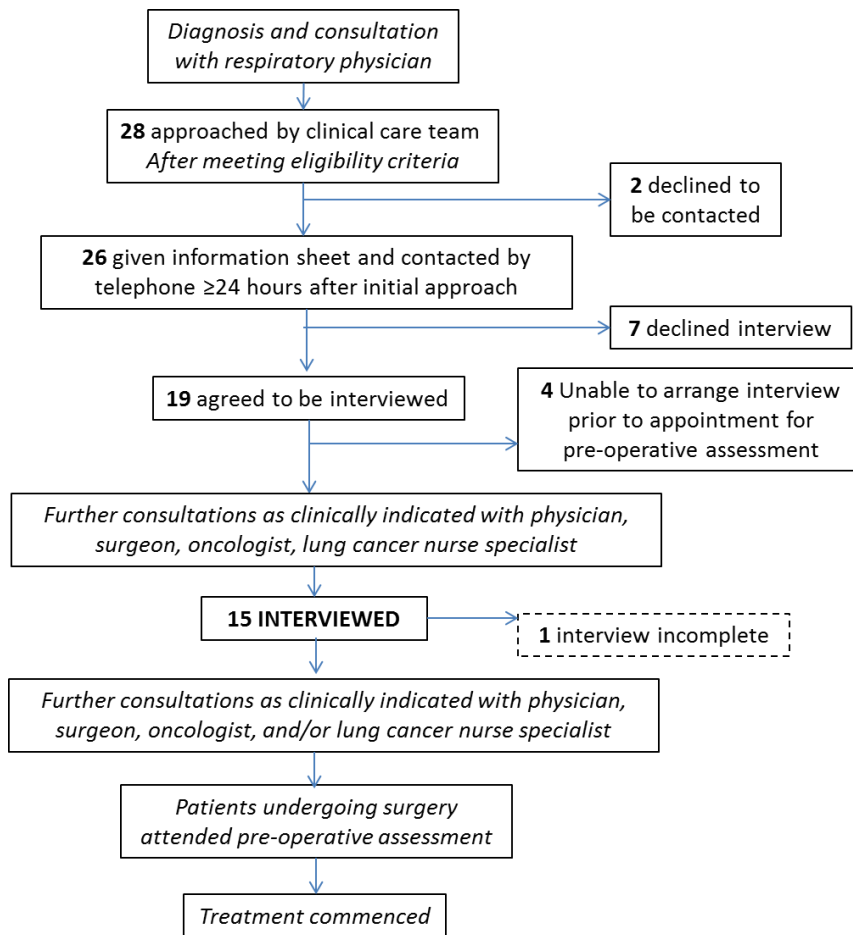 Diagnosis and consultation
with respiratory physician
28 approached by clinical care team
After meeting eligibility criteria
2 declined to
be contacted
26 given information sheet and contacted by
telephone ≥24 hours after initial approach
7 declined interview
19 agreed to be interviewed
4 Unable to arrange interview
prior to appointment for
pre-operative assessment
Further consultations as clinically indicated with physician,
surgeon, oncologist, lung cancer nurse specialist
15 INTERVIEWED
1 interview incomplete
Further consultations as clinically indicated with physician,
surgeon, oncologist, and/or lung cancer nurse specialist
Patients undergoing surgery
attended pre-operative assessment
Treatment commenced